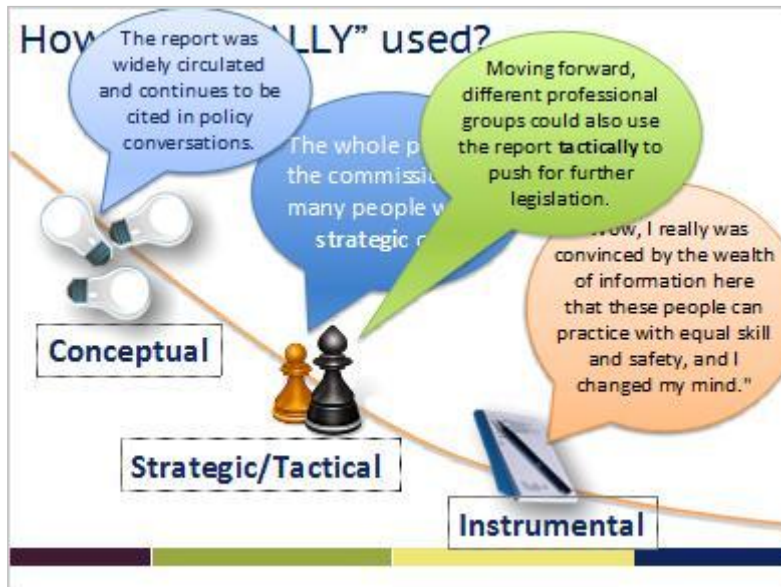 How ALLY” used?
The report was
widely circulated
and continues to be
cited in policy
conversations.
The whole
the commissio
many people w
strategic
Moving forward,
different professional
groups could also use
the report tactically to
push for further
legislation.
"Wow, I really was
convinced by the wealth
of information here
that these people can
practice with equal skill
and safety, and I
changed my mind."
Conceptual
Strategic/Tactical
Instrumental